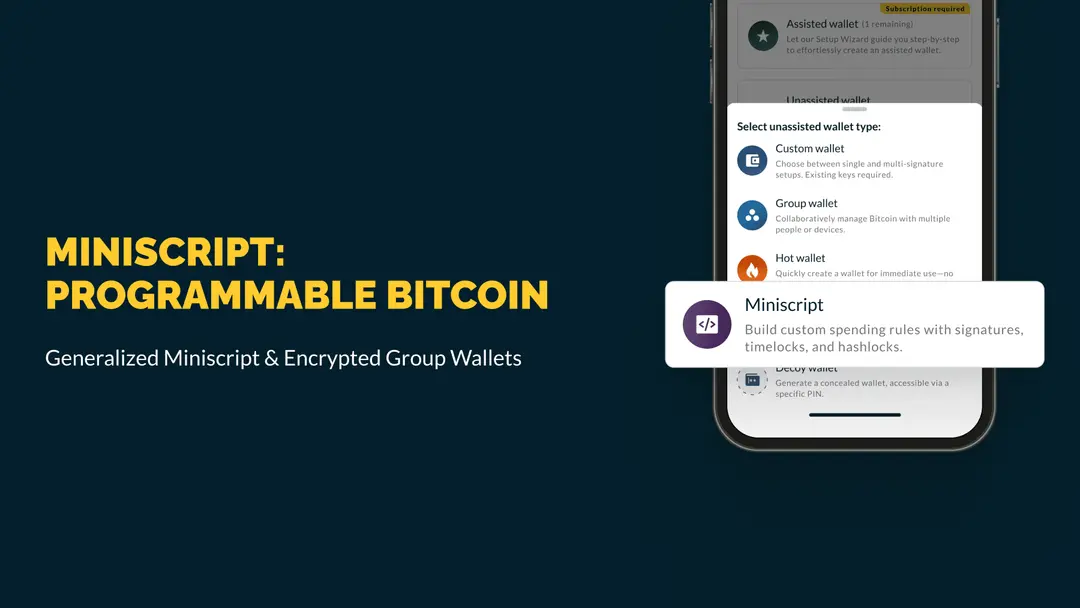 MINISCRIPT:
PROGRAMMABLE BITCOIN
Generalized Miniscript & Encrypted Group Wallets
Subscription required
Assisted wallet (1 remaining)
Let our Setup Wizard guide you step-by-step
to effortlessly create an assisted wallet.
Unassisted wallet
Select unassisted wallet type:
Custom wallet
Choose between single and multi-signature
setups. Existing keys required.
Group wallet
Collaboratively manage Bitcoin with multiple
people or devices.
Hot wallet
Quickly create a wallet for immediate use—no
Miniscript
Build custom spending rules with signatures,
timelocks, and hashlocks.
Decoy wallet
Generate a concealed wallet, accessible via a
specific PIN.